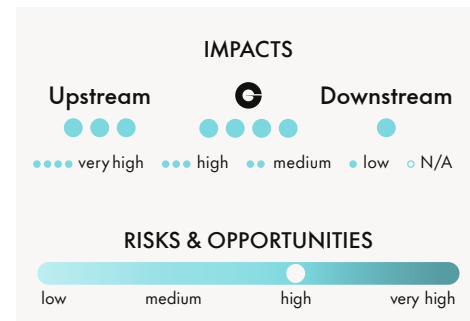 IMPACTS
Upstream Downstream
very high high medium low N/A
RISKS & OPPORTUNITIES
low medium high very high